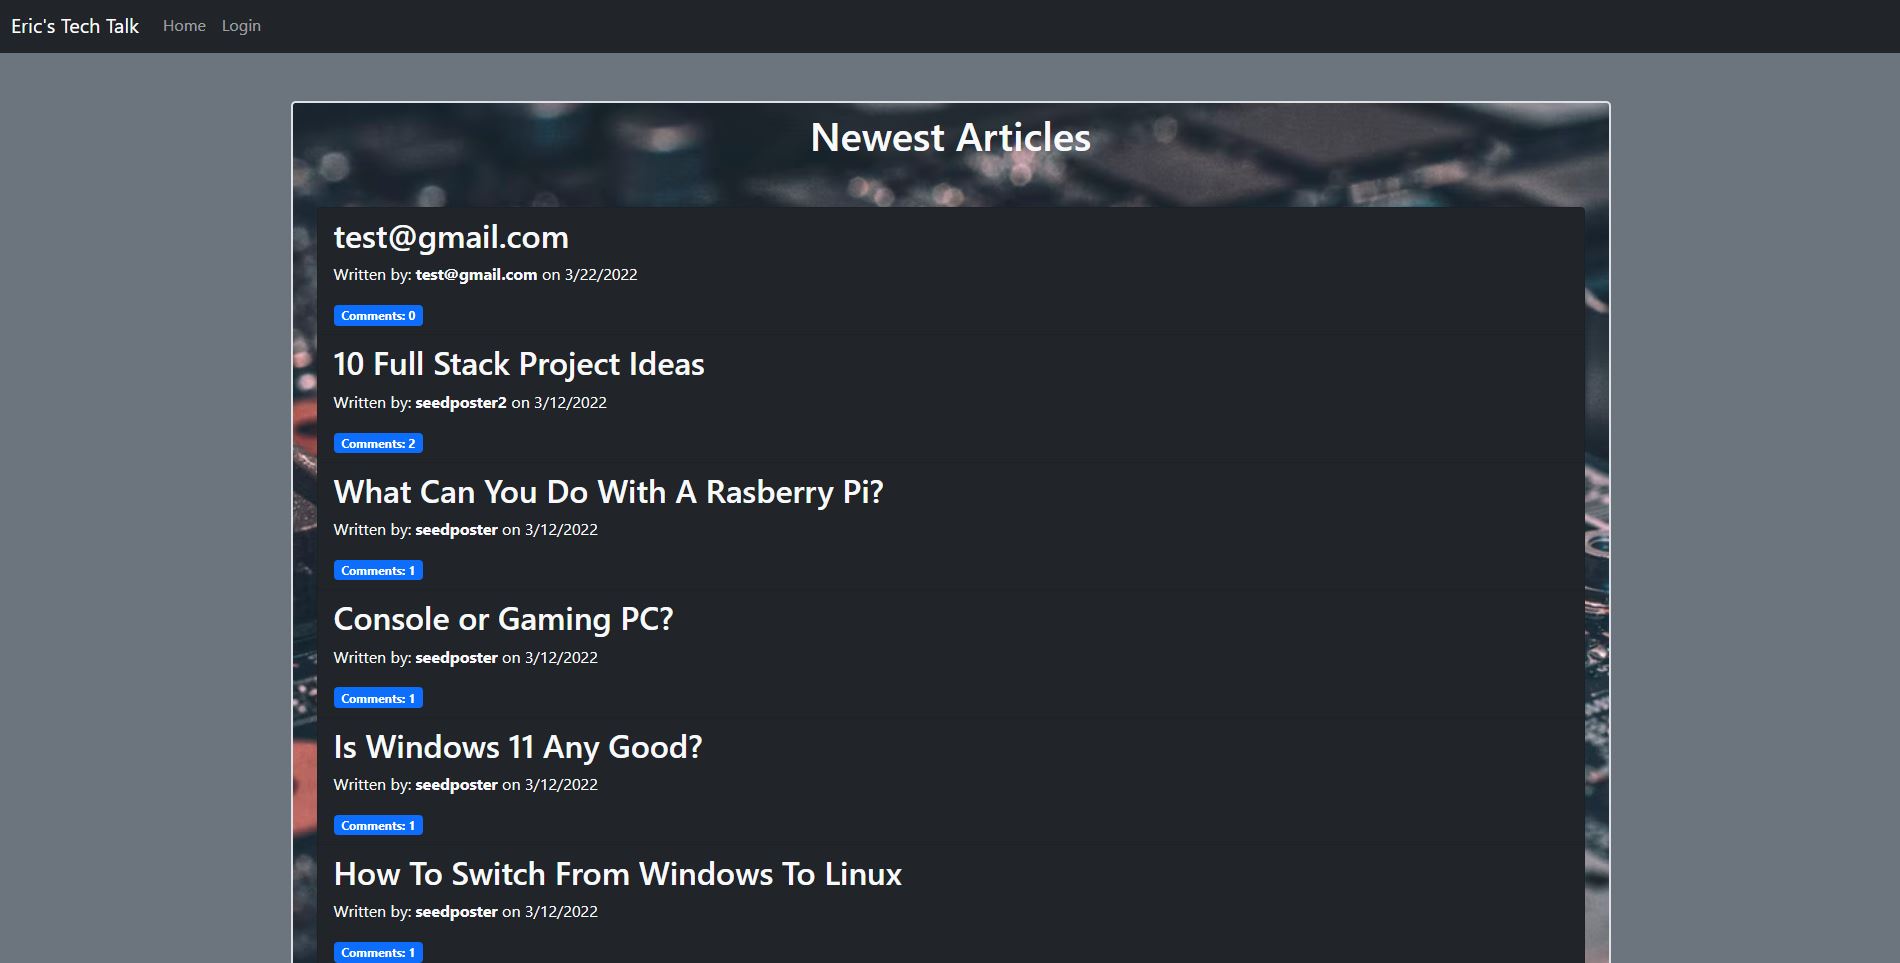 Eric's Tech Talk Home Login
Newest Articles
test@gmail.com
Written by: test@gmail.com on 3/22/2022
Comments: 0
10 Full Stack Project Ideas
Written by: seedposter2 on 3/12/2022
Comments: 2
What Can You Do With A Rasberry Pi?
Written by: seedposter on 3/12/2022
Comments: 1
Console or Gaming PC?
Written by: seedposter on 3/12/2022
Comments: 1
Is Windows 11 Any Good?
Written by: seedposter on 3/12/2022
Comments: 1
How To Switch From Windows To Linux
Written by: seedposter on 3/12/2022
Comments: 1